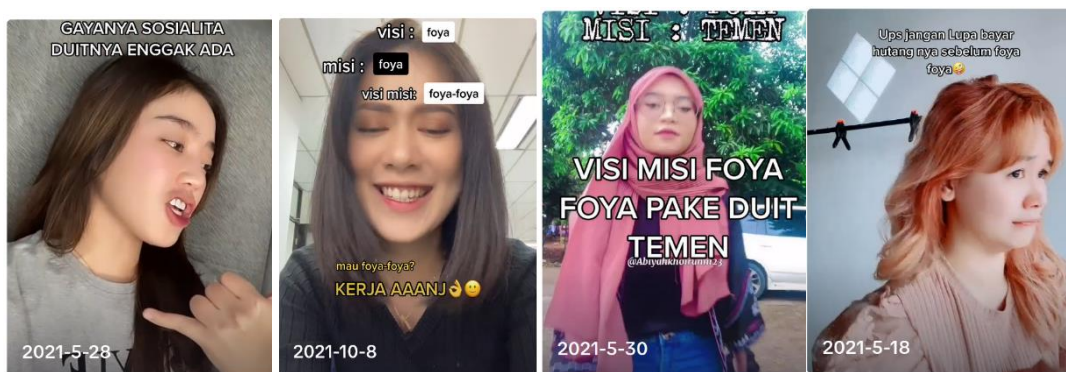 GAYANYA SOSIALITA
DUITNYA ENGGAK ADA
2021-5-28
visi : foya
misi : foya
visi misi: foya-foya
mau foya-foya?
KERJA AAANJ👌🙂
2021-10-8
MISI : TEMEN
VISI MISI FOYA
FOYA PAKE DUIT
TEMEN
@Abiyuhkhoirunm23
2021-5-30
Ups jangan Lupa bayar
hutang nya sebelum foya
foya🤪
2021-5-18